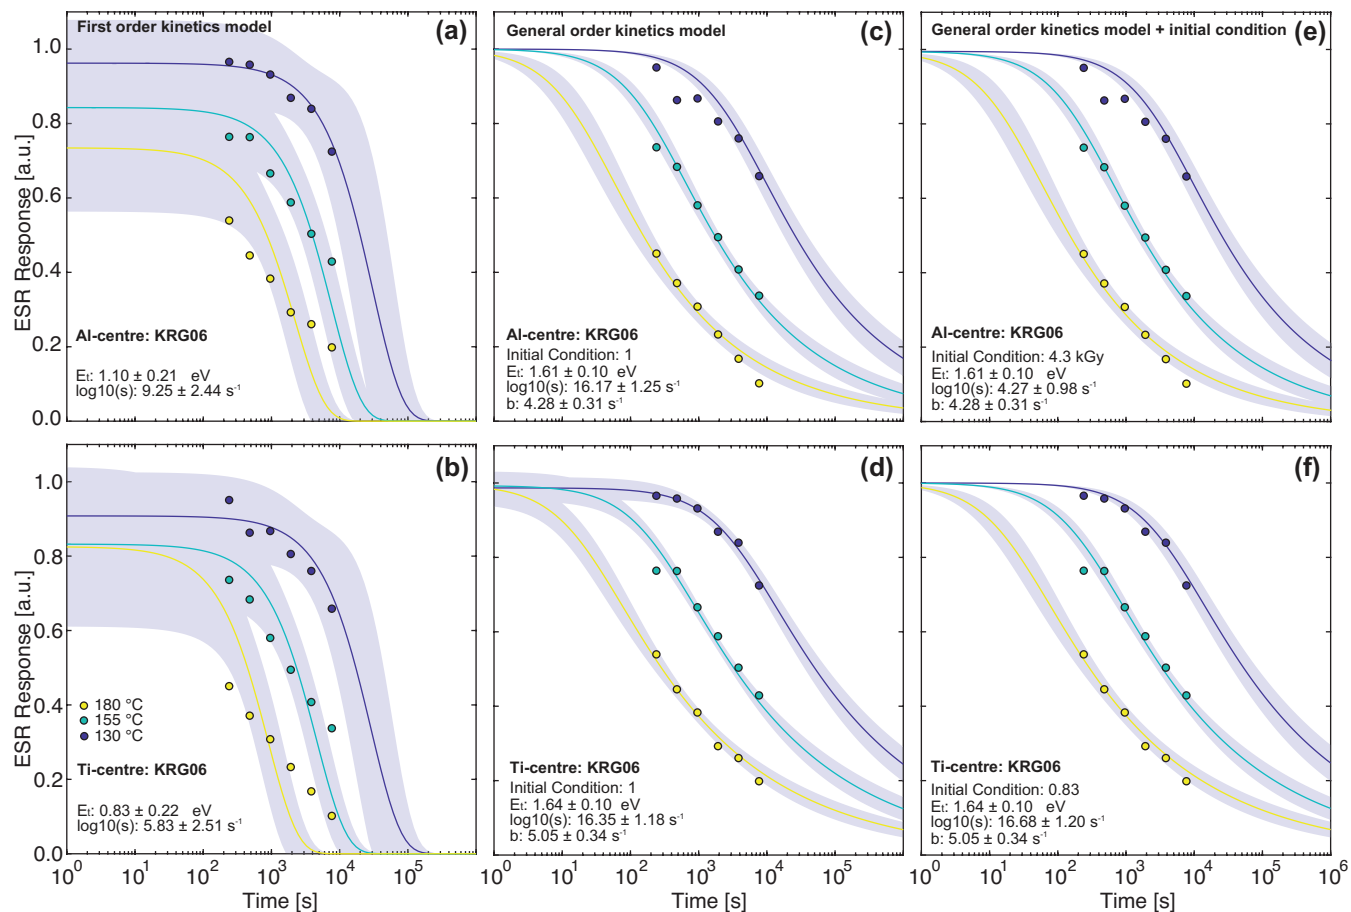 First order kinetics model
(a)
ESR Response [a.u.]
1.0
0.8
0.6
0.4
0.2
0.0
Al-centre: KRG06
Et: 1.10 ± 0.21 eV
log10(s): 9.25 ± 2.44 s-1
General order kinetics model
(c)
Al-centre: KRG06
Initial Condition: 1
Et: 1.61 ± 0.10 eV
log10(s): 16.17 ± 1.25 s-1
b: 4.28 ± 0.31 s-1
General order kinetics model + initial condition
(e)
Al-centre: KRG06
Initial Condition: 4.3 kGy
Et: 1.61 ± 0.10 eV
log10(s): 4.27 ± 0.98 s-1
b: 4.28 ± 0.31 s-1
(b)
ESR Response [a.u.]
1.0
0.8
0.6
0.4
0.2
0.0
180 °C
155 °C
130 °C
Ti-centre: KRG06
Et: 0.83 ± 0.22 eV
log10(s): 5.83 ± 2.51 s-1
10^0 10^1 10^2 10^3 10^4 10^5
Time [s]
(d)
Ti-centre: KRG06
Initial Condition: 1
Et: 1.64 ± 0.10 eV
log10(s): 16.35 ± 1.18 s-1
b: 5.05 ± 0.34 s-1
10^0 10^1 10^2 10^3 10^4 10^5
Time [s]
(f)
Ti-centre: KRG06
Initial Condition: 0.83
Et: 1.64 ± 0.10 eV
log10(s): 16.68 ± 1.20 s-1
b: 5.05 ± 0.34 s-1
10^0 10^1 10^2 10^3 10^4 10^5 10^6
Time [s]